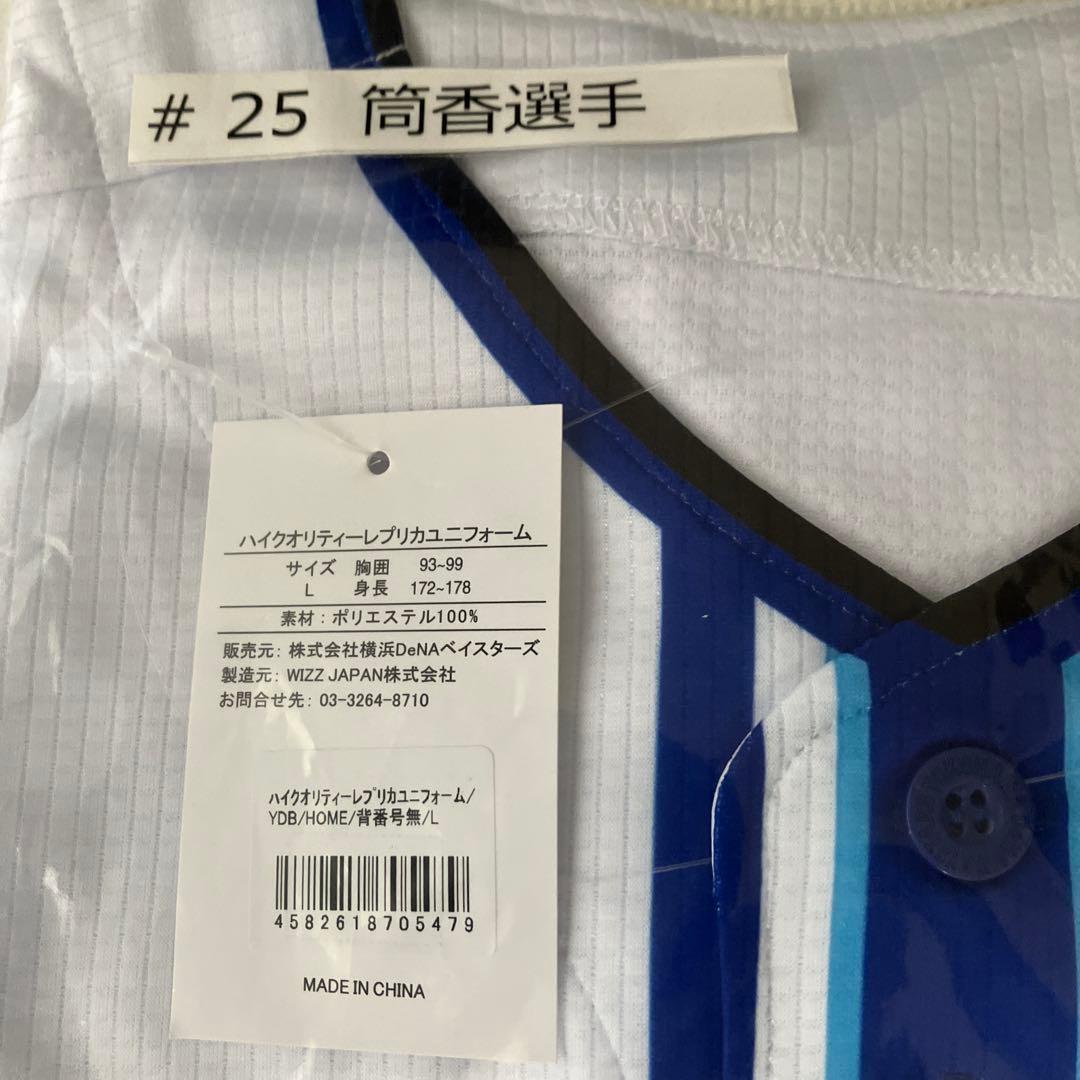 # 25 筒香選手
ハイクオリティーレプリカユニフォーム
サイズ 胸囲 93~99
L 身長 172~178
素材：ポリエステル100%
販売元： 株式会社横浜DeNAベイスターズ
製造元： WIZZ JAPAN株式会社
お問合せ先： 03-3264-8710
ﾊｲｸｵﾘﾃｨｰﾚﾌﾟﾘｶﾕﾆﾌｫｰﾑ/
YDB/HOME/背番号無/L
4582618705479
MADE IN CHINA